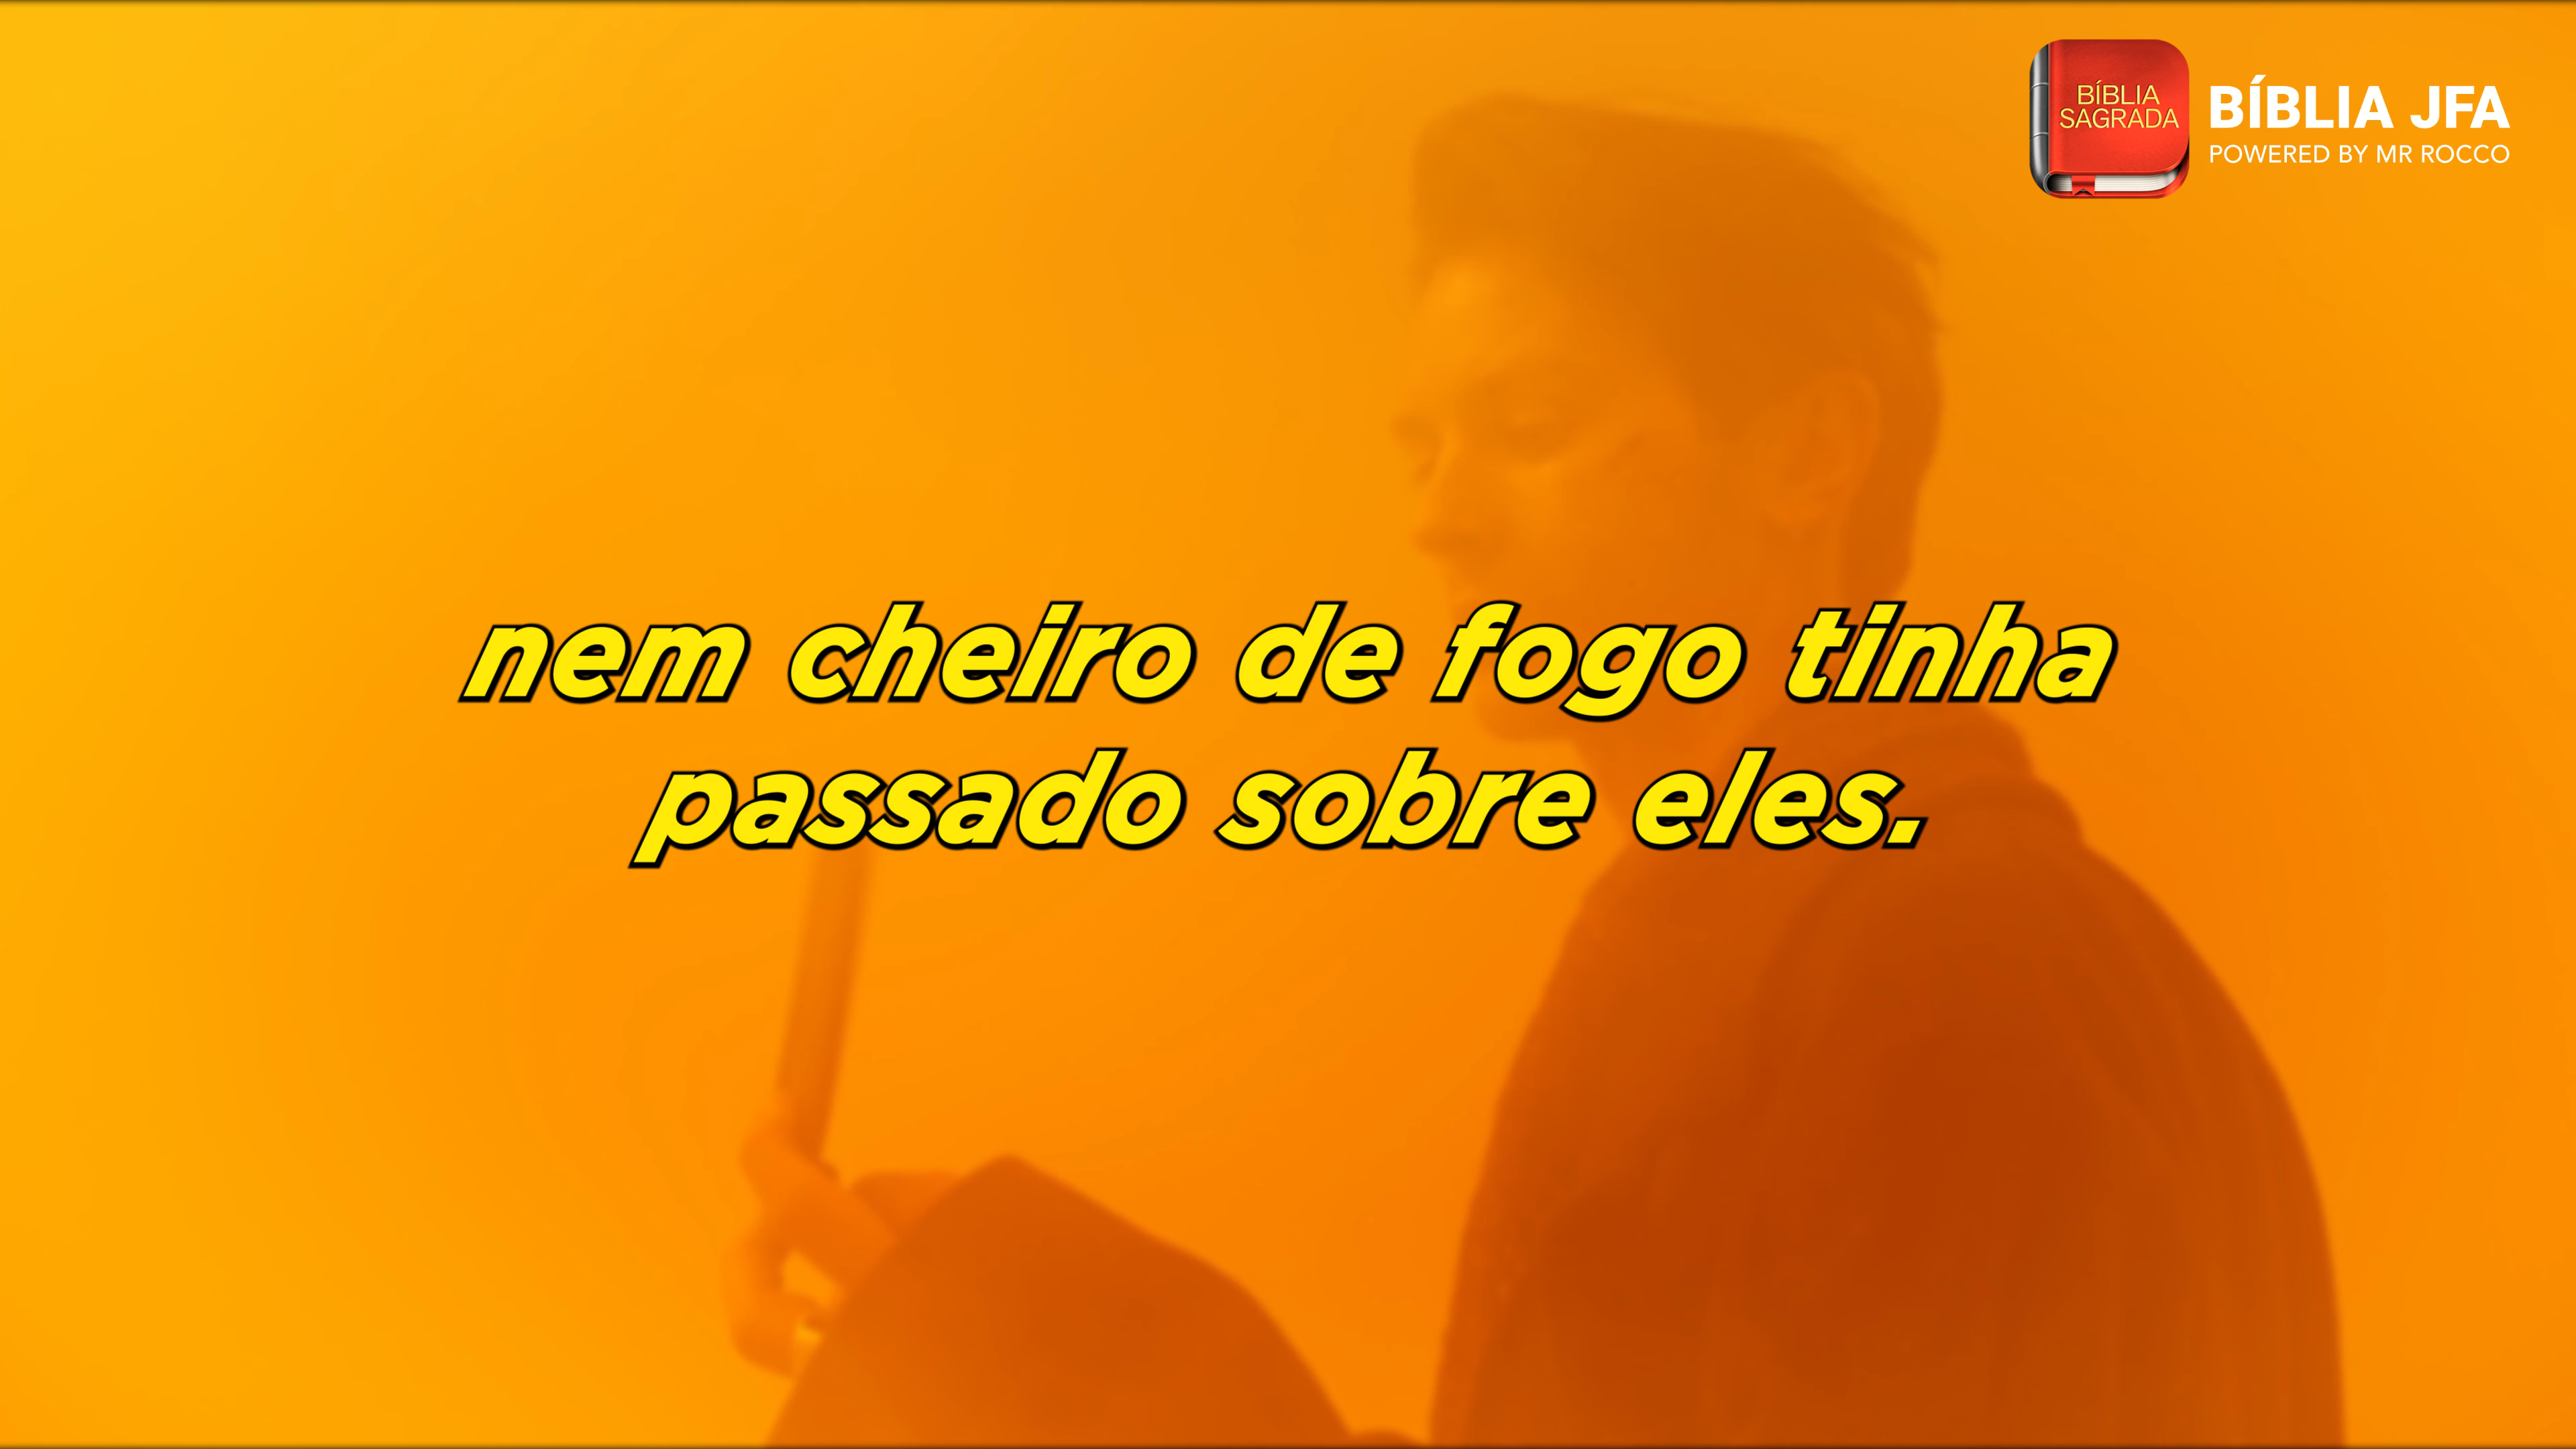 BÍBLIA
SAGRADA
BÍBLIA JFA
POWERED BY MR ROCCO
nem cheiro de fogo tinha
passado sobre eles.